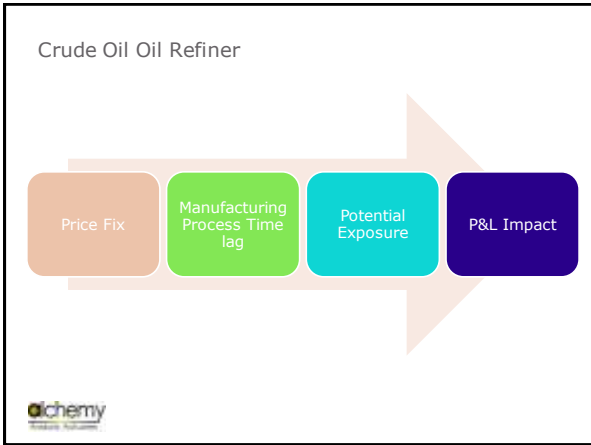 Crude Oil Oil Refiner
Price Fix
Manufacturing
Process Time
lag
Potential
Exposure
P&L Impact
alchemy